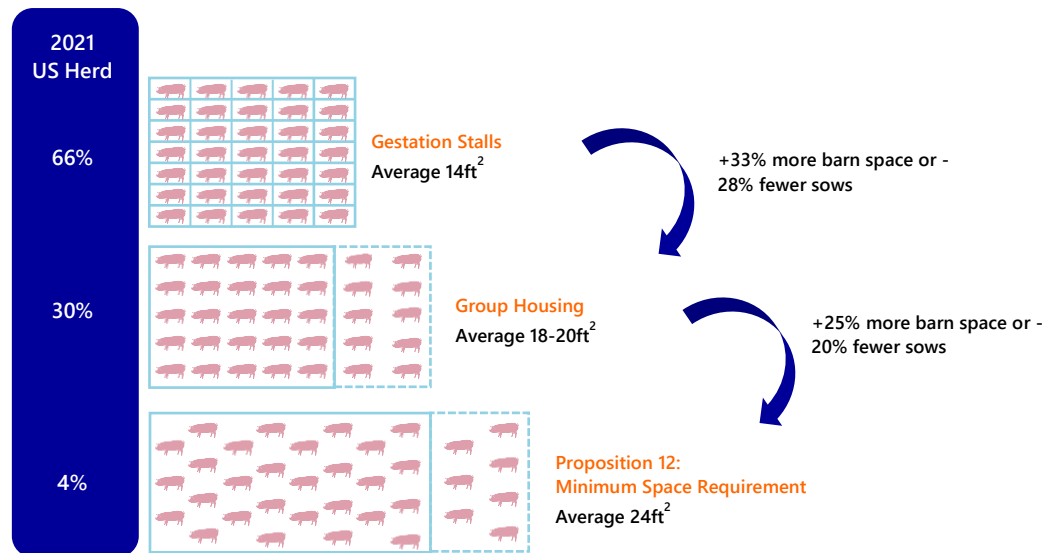 2021
US Herd
66%
Gestation Stalls
Average 14ft²
+33% more barn space or -
28% fewer sows
30%
Group Housing
Average 18-20ft²
+25% more barn space or -
20% fewer sows
4%
Proposition 12:
Minimum Space Requirement
Average 24ft²